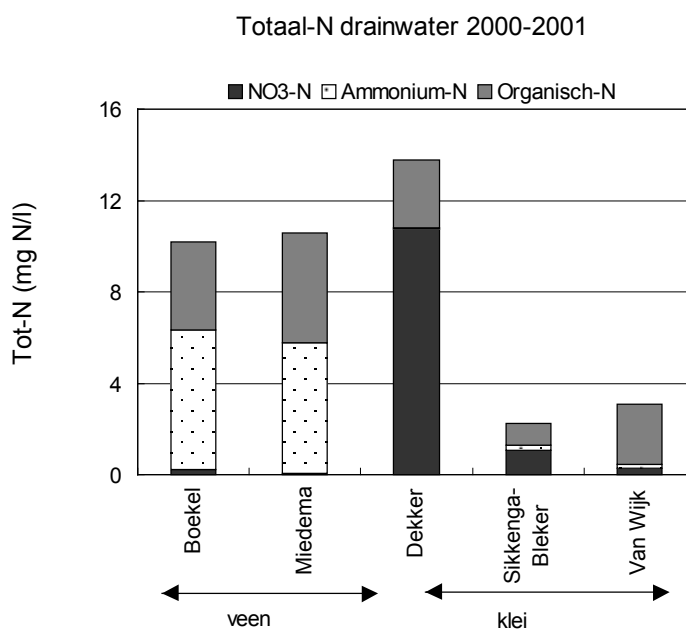 Totaal-N drainwater 2000-2001
NO3-N Ammonium-N Organisch-N
Tot-N (mg N/l)
16
12
8
4
0
Boekel
Miedema
Dekker
Sikkenga-
Bleker
Van Wijk
veen
klei